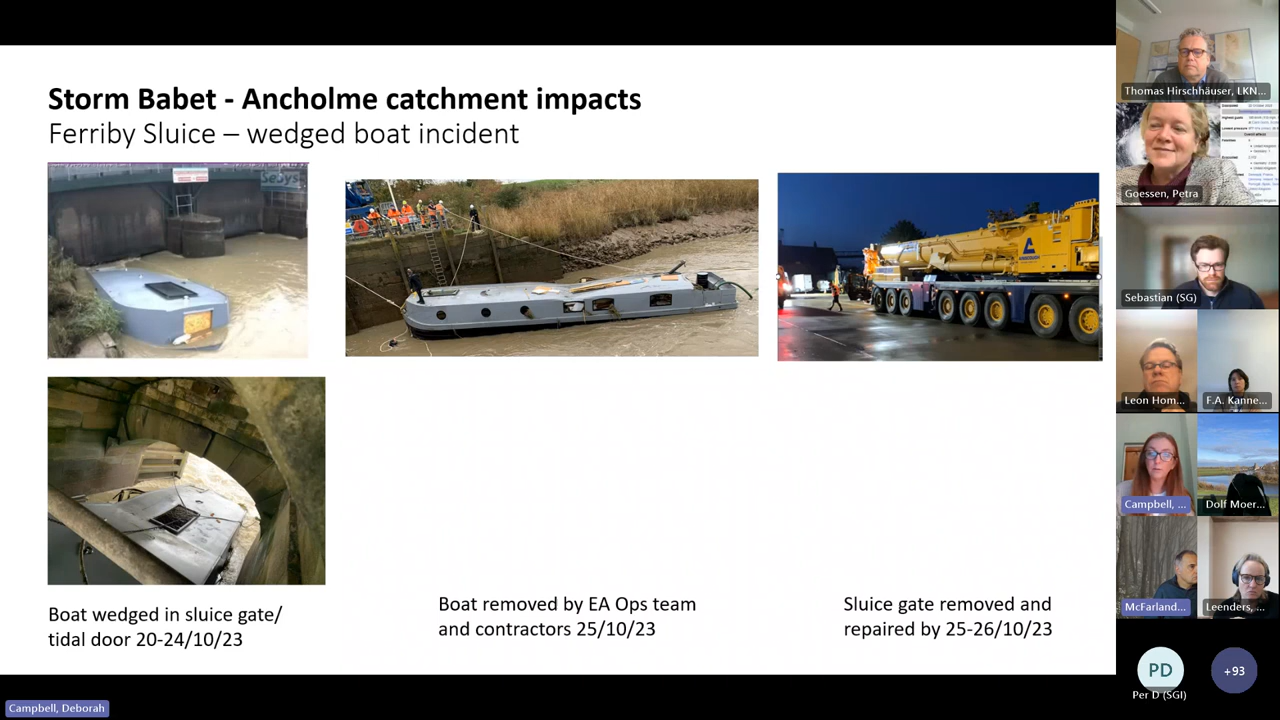 Storm Babet - Ancholme catchment impacts
Ferriby Sluice – wedged boat incident
Boat wedged in sluice gate/
tidal door 20-24/10/23
Boat removed by EA Ops team
and contractors 25/10/23
Sluice gate removed and
repaired by 25-26/10/23
Thomas Hirschhäuser, LKN...
Goessen, Petra
Sebastian (SG)
Leon Hom...
F.A. Kanne...
Campbell, ...
Dolf Moer...
McFarland...
Leenders, ...
PD
+93
Per D (SGI)
Campbell, Deborah